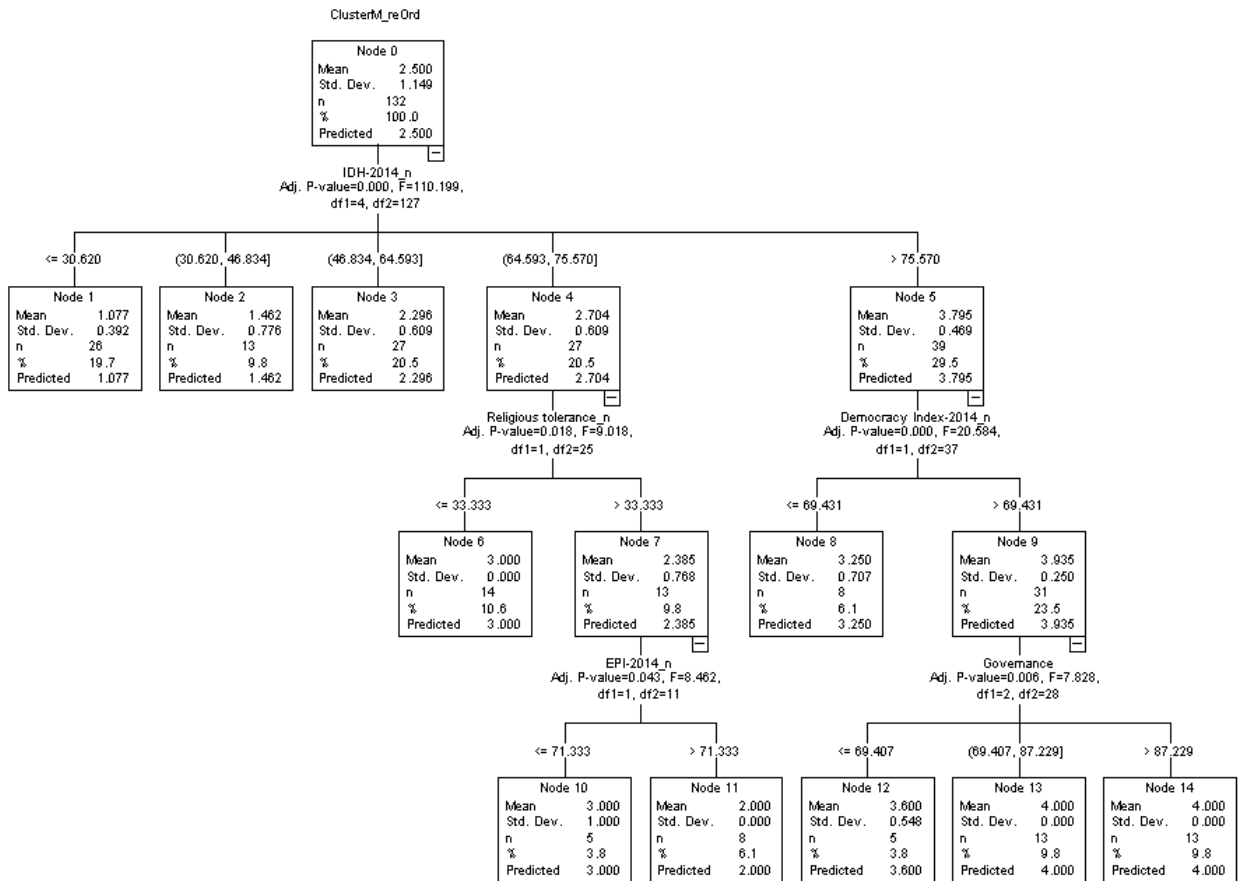 ClusterM_reOrd
Node 0
Mean 2.500
Std. Dev. 1.149
n 132
% 100.0
Predicted 2.500
IDH-2014_n
Adj. P-value=0.000, F=110.199,
df1=4, df2=127
<= 30.620 (30.620, 46.834] (46.834, 64.593] (64.593, 75.570] > 75.570
Node 1
Mean 1.077
Std. Dev. 0.392
n 26
% 19.7
Predicted 1.077
Node 2
Mean 1.462
Std. Dev. 0.776
n 13
% 9.8
Predicted 1.462
Node 3
Mean 2.296
Std. Dev. 0.609
n 27
% 20.5
Predicted 2.296
Node 4
Mean 2.704
Std. Dev. 0.609
n 27
% 20.5
Predicted 2.704
Node 5
Mean 3.795
Std. Dev. 0.469
n 39
% 29.5
Predicted 3.795
Religious tolerance_n
Adj. P-value=0.018, F=9.018,
df1=1, df2=25
Democracy Index-2014_n
Adj. P-value=0.000, F=20.584,
df1=1, df2=37
<= 33.333 > 33.333 <= 69.431 > 69.431
Node 6
Mean 3.000
Std. Dev. 0.000
n 14
% 10.6
Predicted 3.000
Node 7
Mean 2.385
Std. Dev. 0.768
n 13
% 9.8
Predicted 2.385
Node 8
Mean 3.250
Std. Dev. 0.707
n 8
% 6.1
Predicted 3.250
Node 9
Mean 3.935
Std. Dev. 0.250
n 31
% 23.5
Predicted 3.935
EPI-2014_n
Adj. P-value=0.043, F=8.462,
df1=1, df2=11
Governance
Adj. P-value=0.006, F=7.828,
df1=2, df2=28
<= 71.333 > 71.333 <= 69.407 (69.407, 87.229] > 87.229
Node 10
Mean 3.000
Std. Dev. 1.000
n 5
% 3.8
Predicted 3.000
Node 11
Mean 2.000
Std. Dev. 0.000
n 8
% 6.1
Predicted 2.000
Node 12
Mean 3.600
Std. Dev. 0.548
n 5
% 3.8
Predicted 3.600
Node 13
Mean 4.000
Std. Dev. 0.000
n 13
% 9.8
Predicted 4.000
Node 14
Mean 4.000
Std. Dev. 0.000
n 13
% 9.8
Predicted 4.000